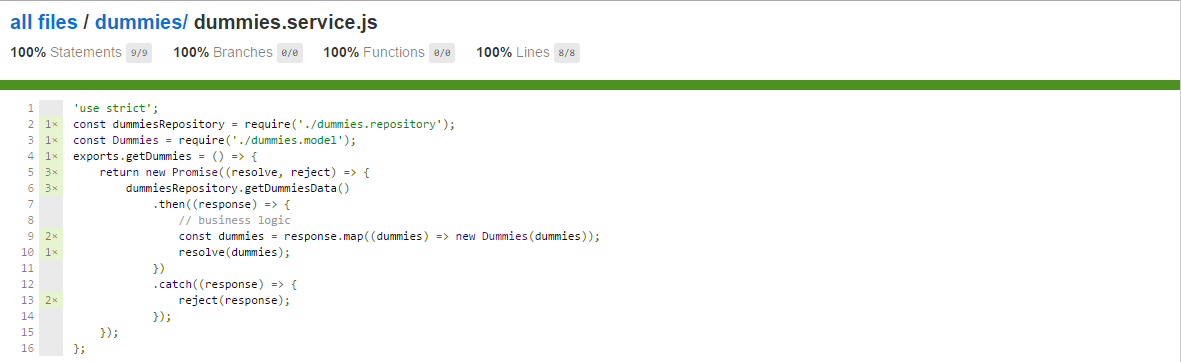 all files / dummies/ dummies.service.js
100% Statements 9/9 100% Branches 0/0 100% Functions 0/0 100% Lines 8/8
1 'use strict';
2 1× const dummiesRepository = require('./dummies.repository');
3 1× const Dummies = require('./dummies.model');
4 1× exports.getDummies = () => {
5 3× return new Promise((resolve, reject) => {
6 3× dummiesRepository.getDummiesData()
7 .then((response) => {
8 // business logic
9 2× const dummies = response.map((dummies) => new Dummies(dummies));
10 1× resolve(dummies);
11 })
12 .catch((response) => {
13 2× reject(response);
14 });
15 });
16 };